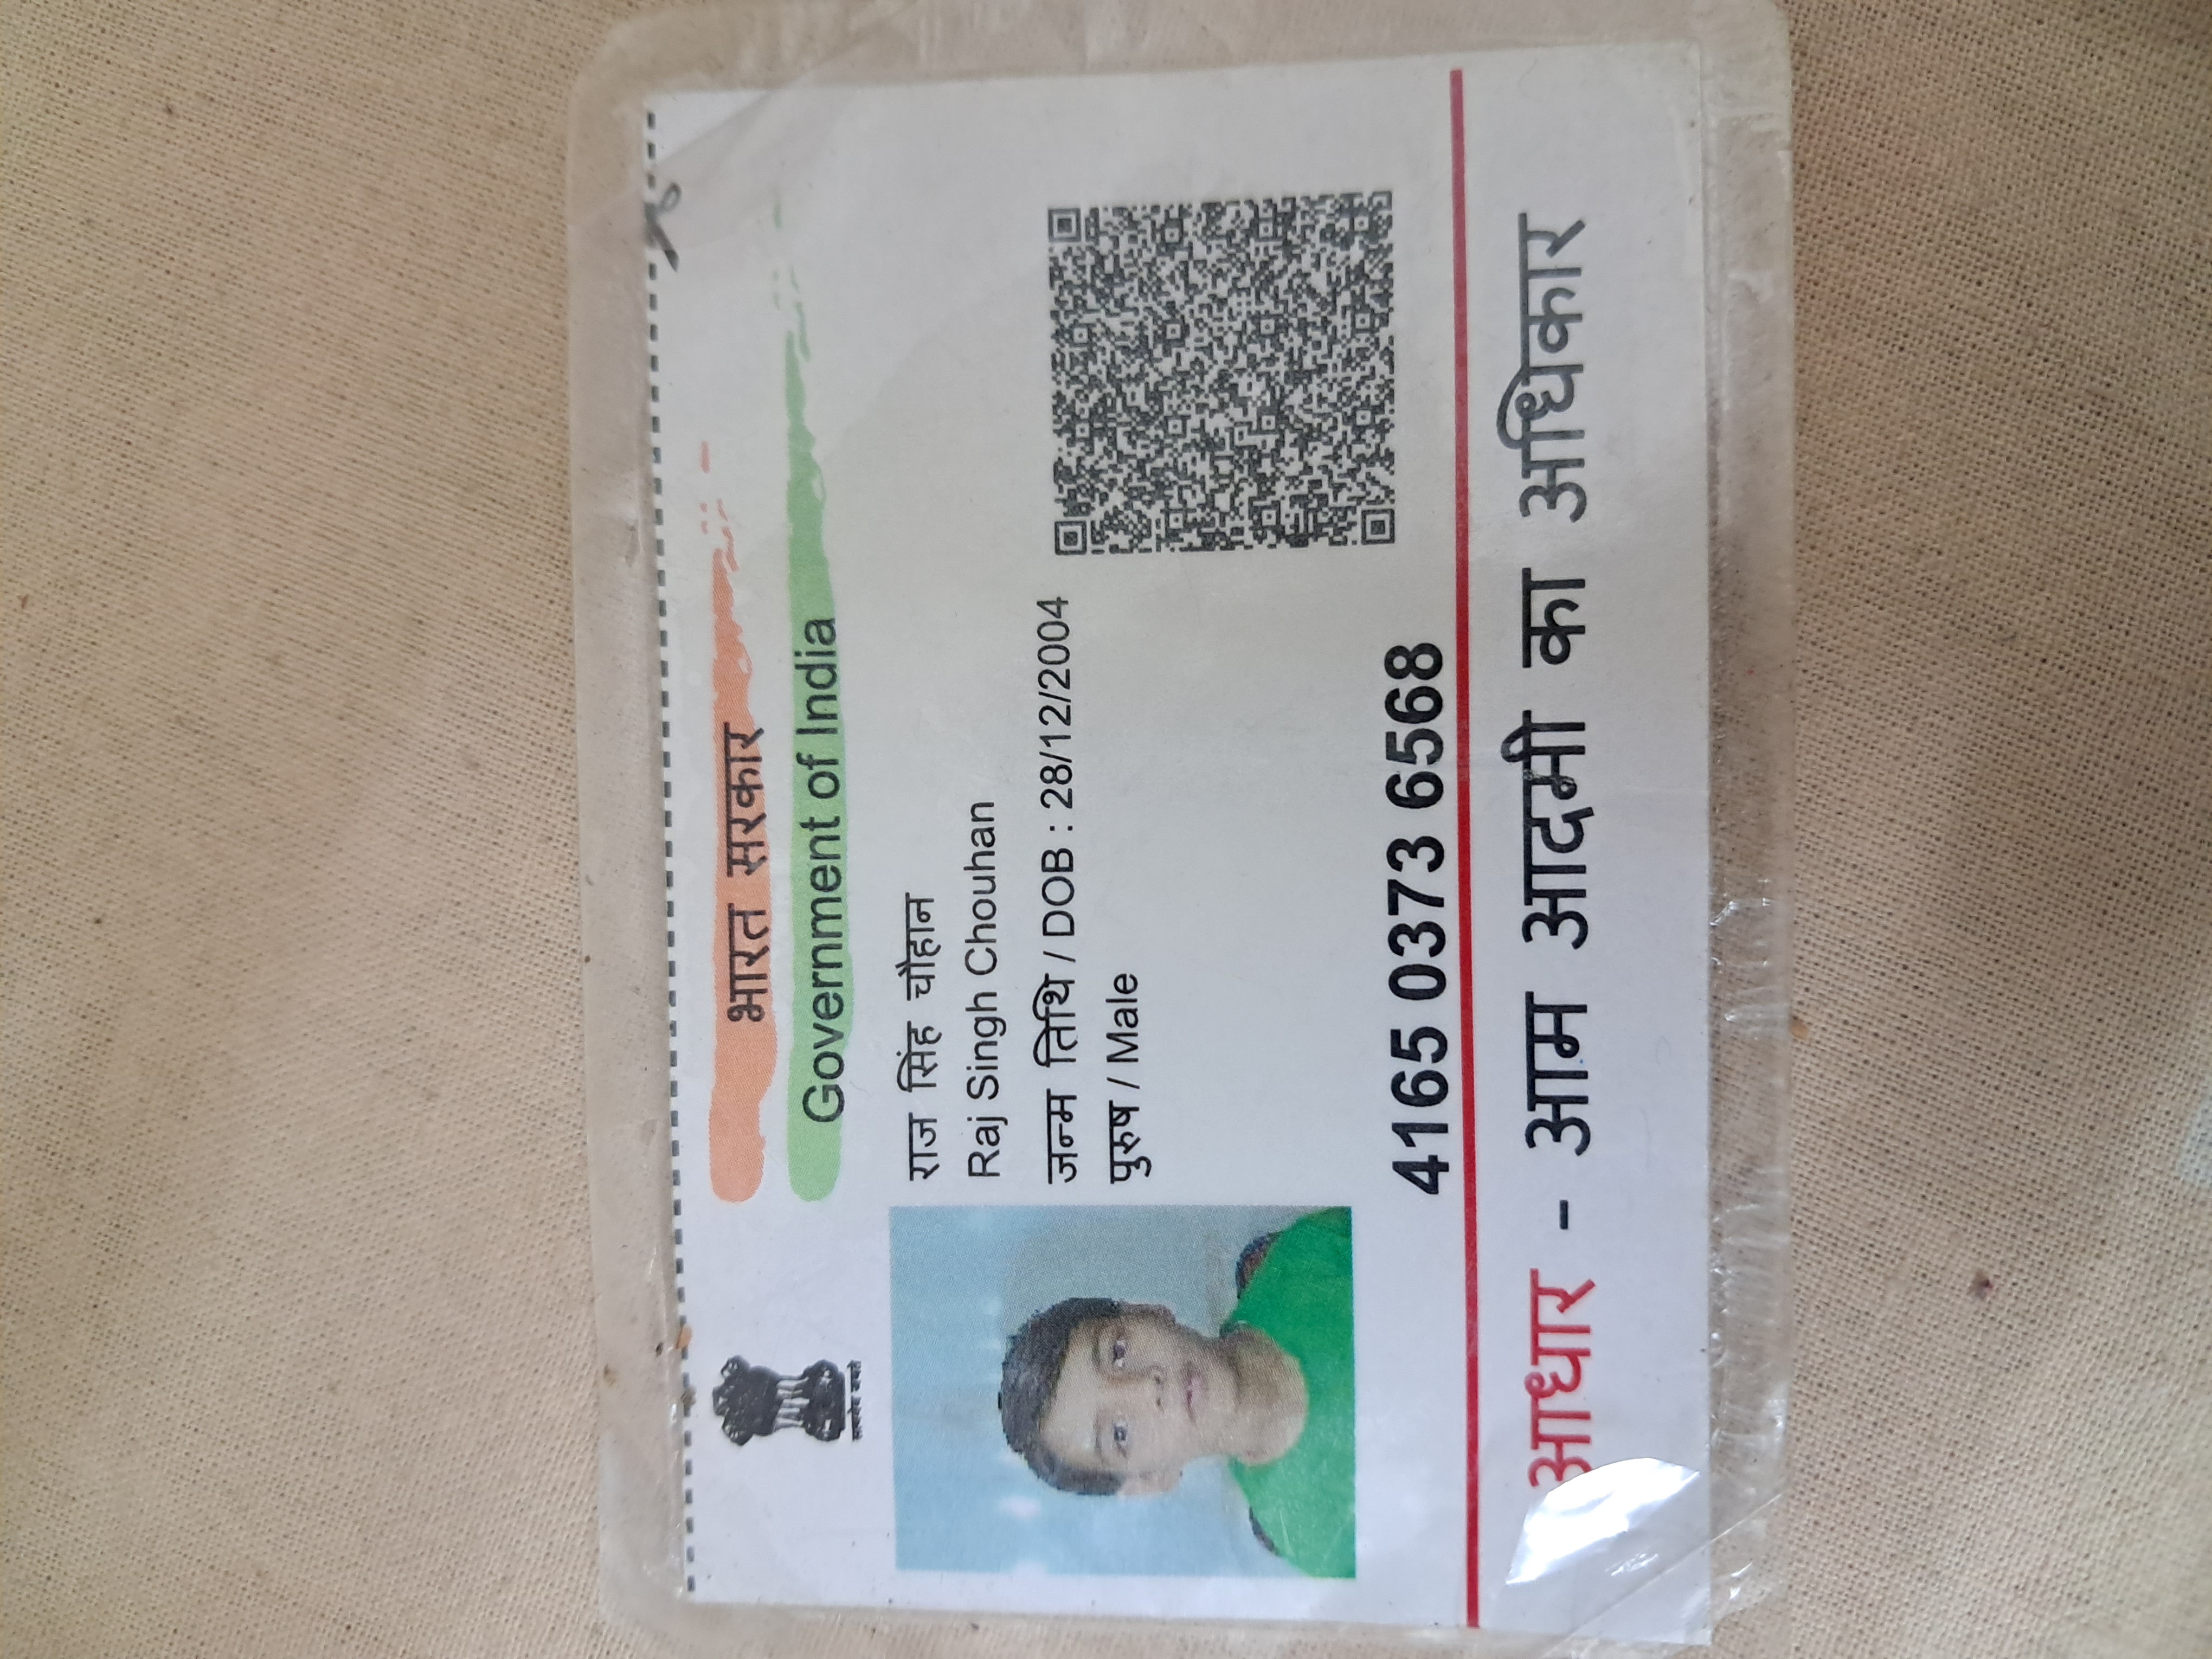 भारत सरकार
Government of India
सत्यमेव जयते
राज सिंह चौहान
Raj Singh Chouhan
जन्म तिथि / DOB : 28/12/2004
पुरुष / Male
4165 0373 6568
आधार - आम आदमी का अधिकार